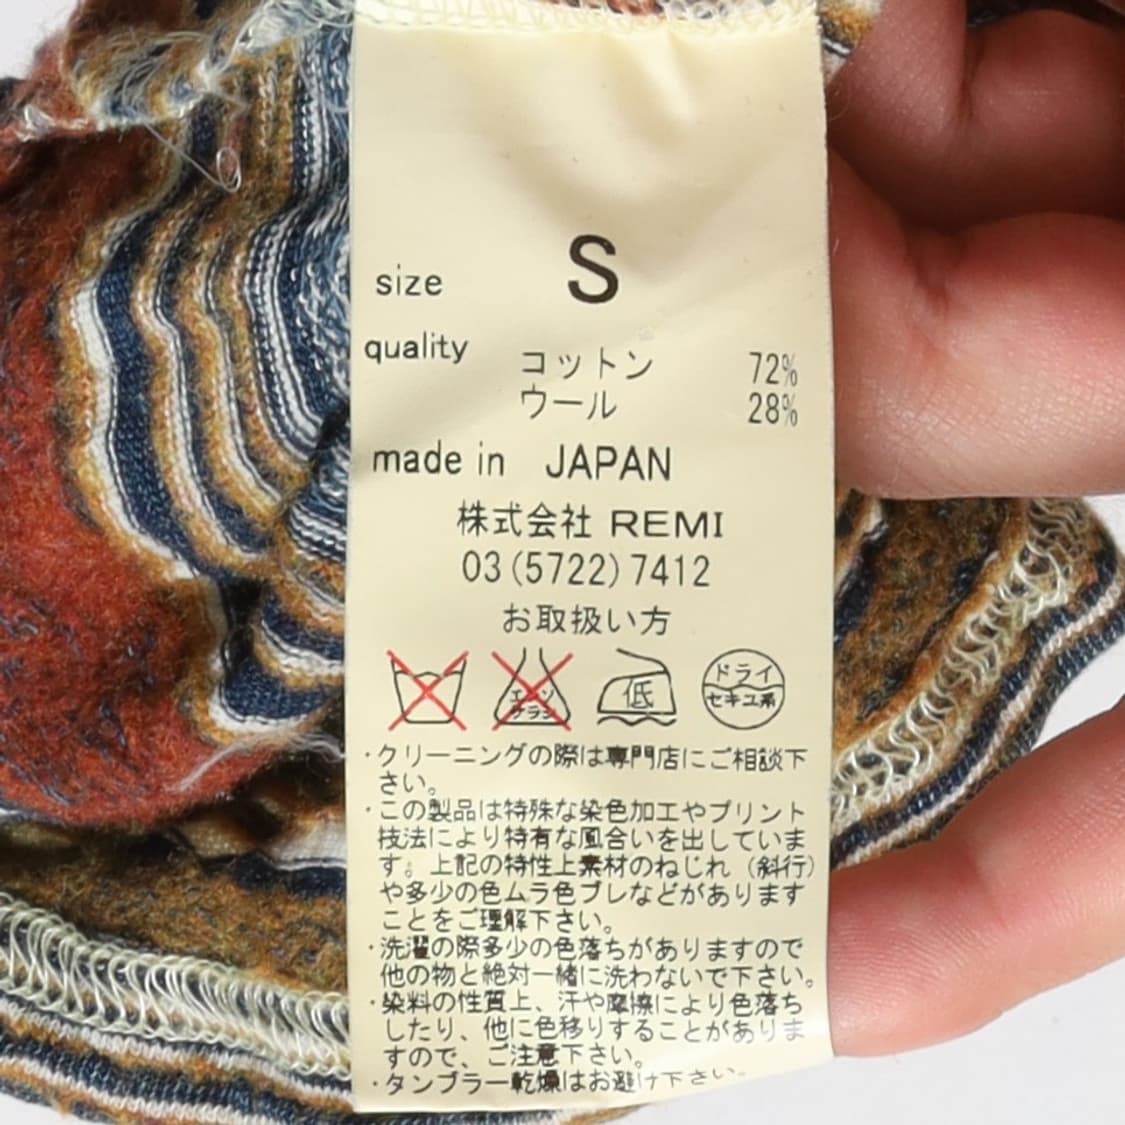 size S
quality
コットン 72%
ウール 28%
made in JAPAN
株式会社 REMI
03(5722)7412
お取扱い方
エンソ
サラシ
低
ドライ
セキユ系
・クリーニングの際は専門店にご相談下
さい。
・この製品は特殊な染色加工やプリント
技法により特有な風合いを出していま
す。上記の特性上素材のねじれ(斜行)
や多少の色ムラ色ブレなどがあります
ことをご理解下さい。
・洗濯の際多少の色落ちがありますので
他の物と絶対一緒に洗わないで下さい。
・染料の性質上、汗や摩擦により色落ち
したり、他に色移りすることがありま
すので、ご注意下さい。
・タンブラー乾燥はお避け下さい。